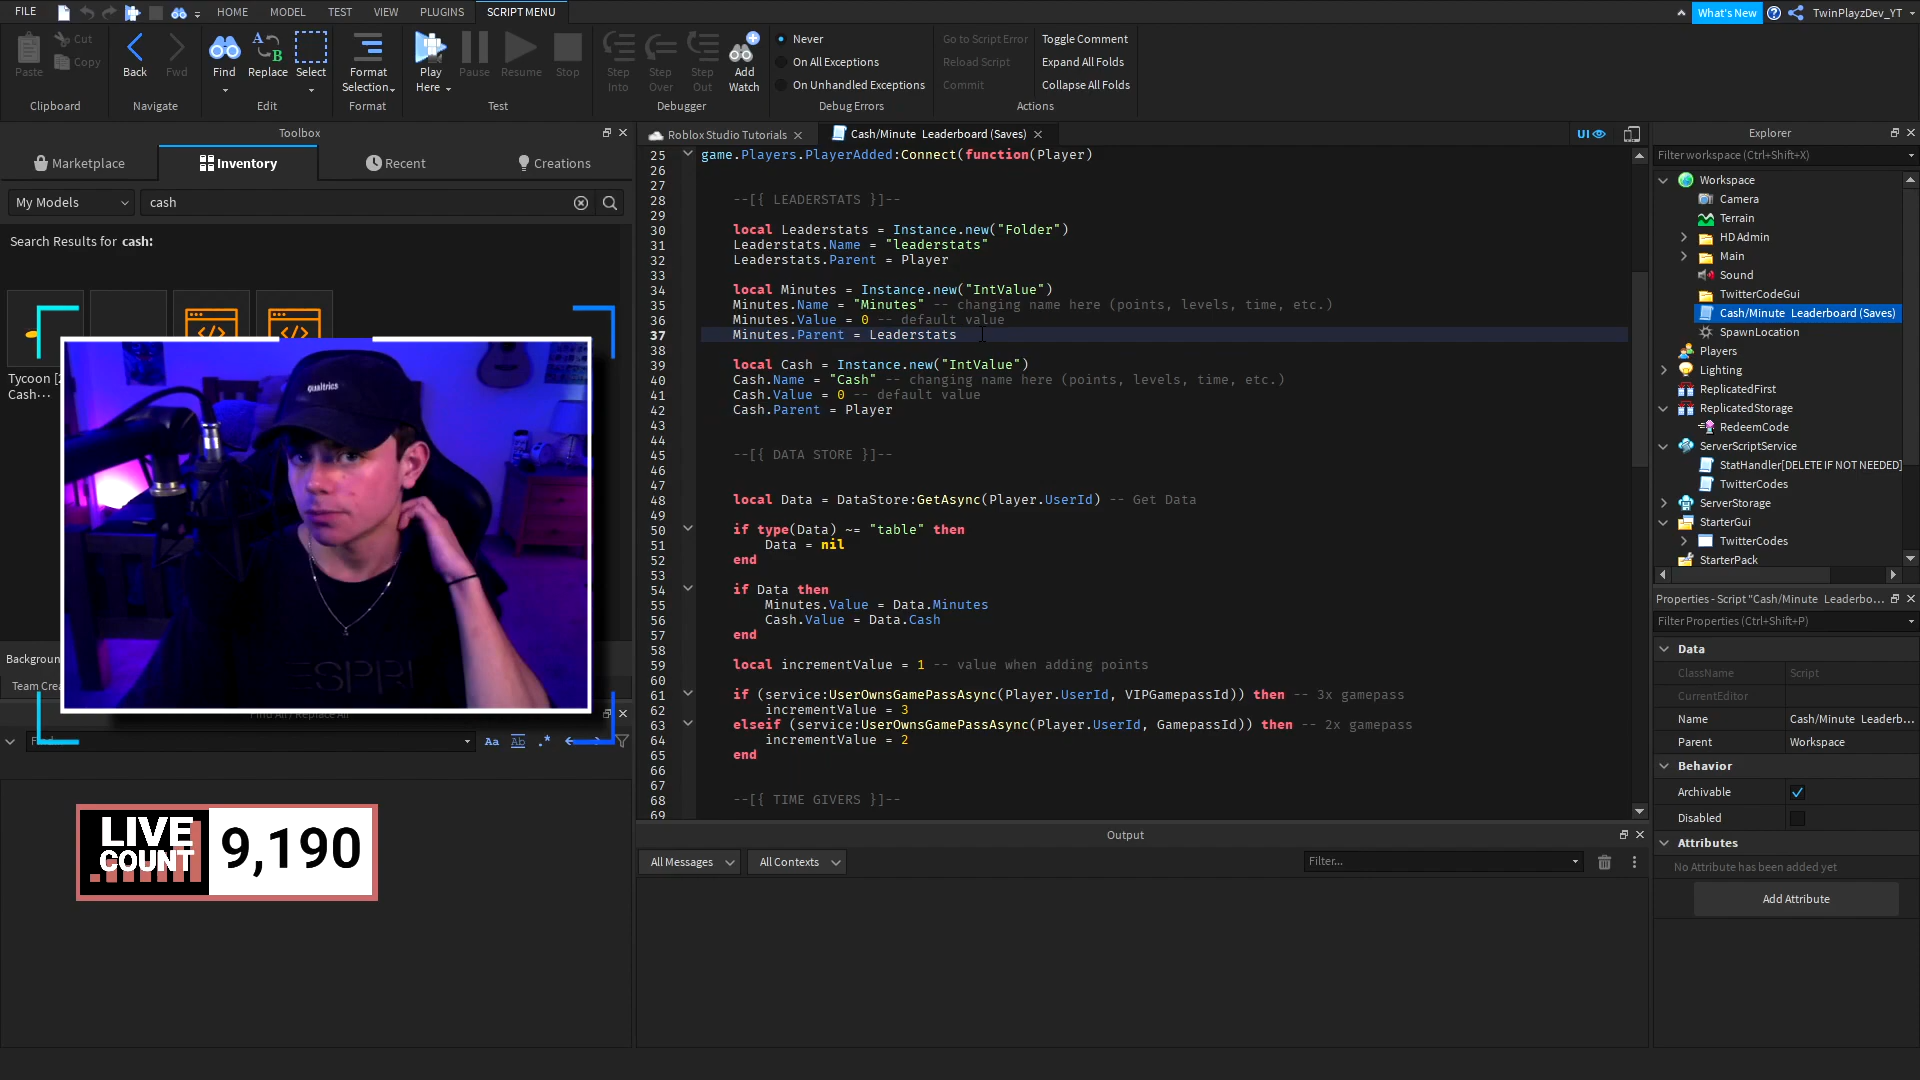 FILE
HOME
MODEL
TEST
VIEW
PLUGINS
SCRIPT MENU
What's New
TwinPlayzDev_YT
Paste
Cut
Copy
Clipboard
Back
Fwd
Navigate
Find
Replace
Select
Edit
Format
Selection
Format
Play
Here
Pause
Resume
Stop
Test
Step
Into
Step
Over
Step
Out
Add
Watch
Debugger
Never
On All Exceptions
On Unhandled Exceptions
Debug Errors
Go to Script Error
Reload Script
Commit
Toggle Comment
Expand All Folds
Collapse All Folds
Actions
Toolbox
Marketplace
Inventory
Recent
Creations
My Models
cash
Search Results for cash:
Cash...
qualtrics
LIVE
COUNT
9,190
Roblox Studio Tutorials
Cash/Minute Leaderboard (Saves)
UI
25 game.Players.PlayerAdded:Connect(function(Player)
26
27
28 --[{ LEADERSTATS }]--
29
30 local Leaderstats = Instance.new("Folder")
31 Leaderstats.Name = "leaderstats"
32 Leaderstats.Parent = Player
33
34 local Minutes = Instance.new("IntValue")
35 Minutes.Name = "Minutes" -- changing name here (points, levels, time, etc.)
36 Minutes.Value = 0 -- default value
37 Minutes.Parent = Leaderstats
38
39 local Cash = Instance.new("IntValue")
40 Cash.Name = "Cash" -- changing name here (points, levels, time, etc.)
41 Cash.Value = 0 -- default value
42 Cash.Parent = Player
43
44
45 --[{ DATA STORE }]--
46
47
48 local Data = DataStore:GetAsync(Player.UserId) -- Get Data
49
50 if type(Data) ~= "table" then
51 Data = nil
52 end
53
54 if Data then
55 Minutes.Value = Data.Minutes
56 Cash.Value = Data.Cash
57 end
58
59 local incrementValue = 1 -- value when adding points
60
61 if (service:UserOwnsGamePassAsync(Player.UserId, VIPGamepassId)) then -- 3x gamepass
62 incrementValue = 3
63 elseif (service:UserOwnsGamePassAsync(Player.UserId, GamepassId)) then -- 2x gamepass
64 incrementValue = 2
65 end
66
67
68 --[{ TIME GIVERS }]--
69
Output
All Messages
All Contexts
Filter...
Explorer
Filter workspace (Ctrl+Shift+X)
Workspace
Camera
Terrain
HD Admin
Main
Sound
TwitterCodeGui
Cash/Minute Leaderboard (Saves)
SpawnLocation
Players
Lighting
ReplicatedFirst
ReplicatedStorage
RedeemCode
ServerScriptService
StatHandler[DELETE IF NOT NEEDED]
TwitterCodes
ServerStorage
StarterGui
TwitterCodes
StarterPack
Properties - Script "Cash/Minute Leaderbo...
Filter Properties (Ctrl+Shift+P)
Data
ClassName Script
CurrentEditor
Name Cash/Minute Leaderb...
Parent Workspace
Behavior
Archivable
Disabled
Attributes
No Attribute has been added yet
Add Attribute